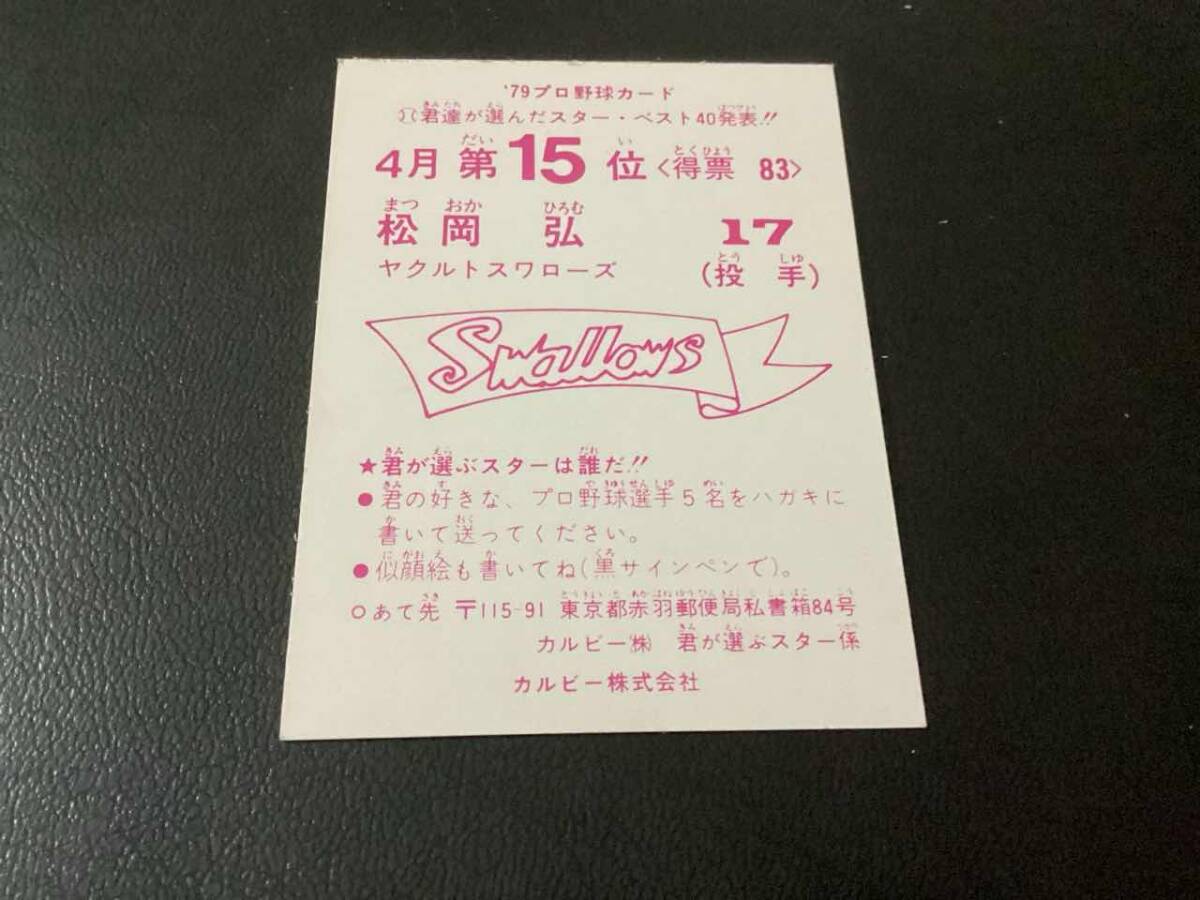 '79プロ野球カード
君達が選んだスター・ベスト40発表!!
4月 第 15 位 〈得票 83〉
松岡 弘 17
ヤクルトスワローズ (投手)
Swallows
★君が選ぶスターは誰だ!!
●君の好きな、プロ野球選手5名をハガキに
書いて送ってください。
●似顔絵も書いてね(黒サインペンで)。
○あて先 〒115-91 東京都赤羽郵便局私書箱84号
カルビー㈱ 君が選ぶスター係
カルビー株式会社